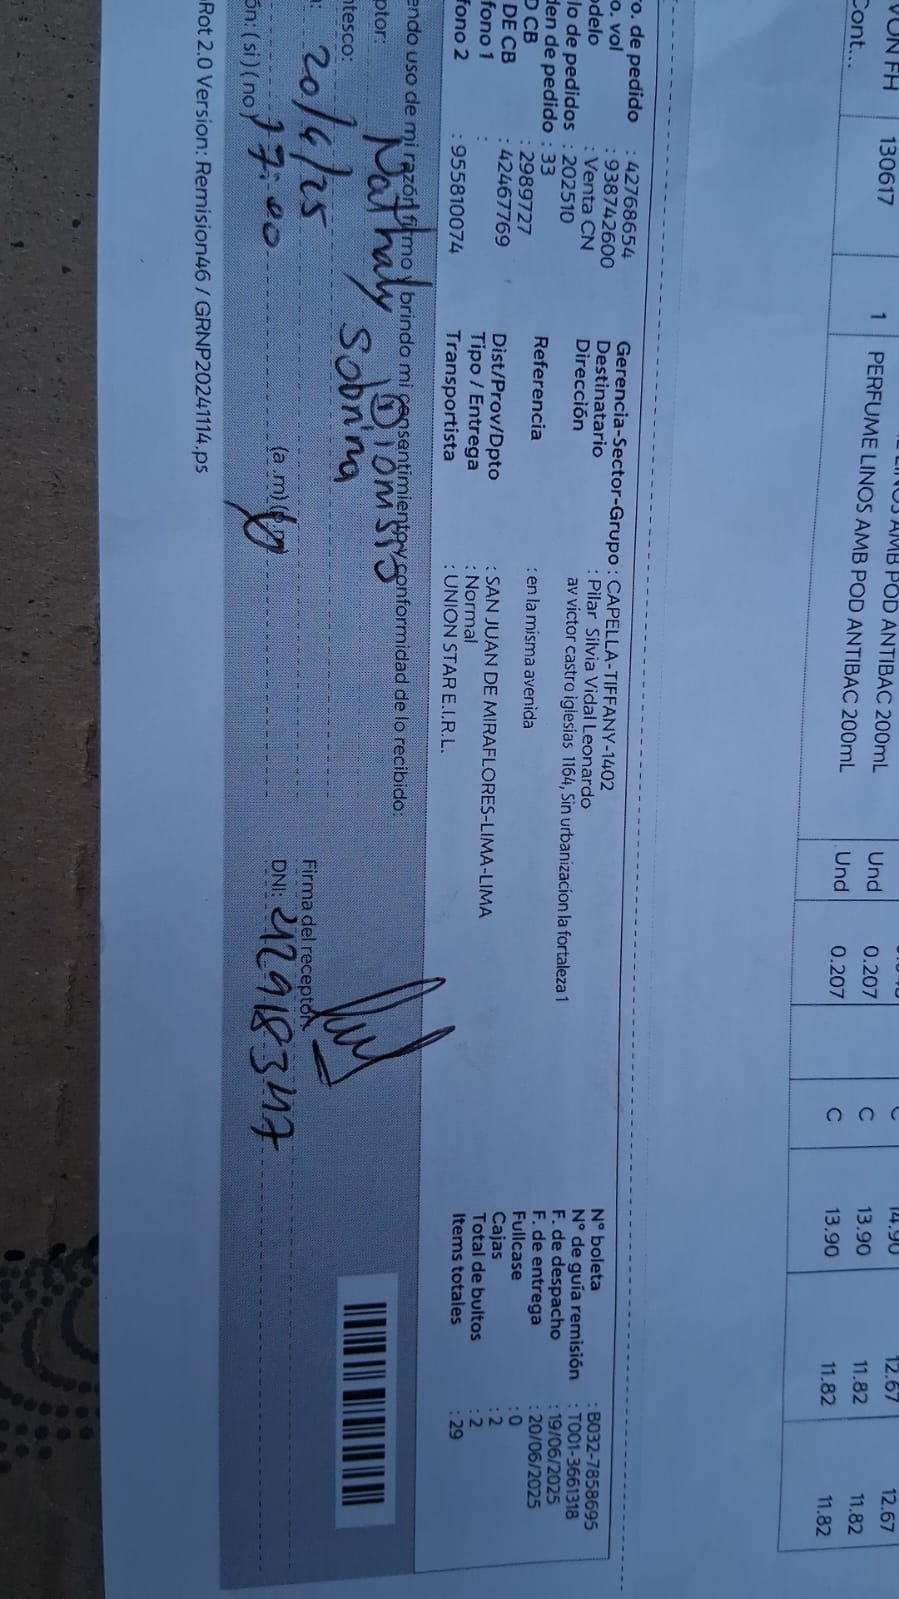 E LINOS AMB POD ANTIBAC 200mL C 14.90 12.67 12.67
VON FH 130617 1 PERFUME LINOS AMB POD ANTIBAC 200mL Und 0.207 C 13.90 11.82 11.82
Cont... Und 0.207 C 13.90 11.82 11.82
ro. de pedido : 42768654
o. vol : 938742600
odelo : Venta CN
lo de pedidos : 202510
den de pedido : 33
O CB : 2989727
DE CB : 42467769
fono 1 :
fono 2 : 955810074
Gerencia-Sector-Grupo : CAPELLA-TIFFANY-1402
Destinatario : Pilar Silvia Vidal Leonardo
Dirección av victor castro iglesias 1164, Sin urbanizacion la fortaleza 1
Referencia : en la misma avenida
Dist/Prov/Dpto : SAN JUAN DE MIRAFLORES-LIMA-LIMA
Tipo / Entrega : Normal
Transportista : UNION STAR E.I.R.L.
N° boleta : B032-7858695
N° de guía remisión : T001-3661318
F. de despacho : 19/06/2025
F. de entrega : 20/06/2025
Fullcase : 0
Cajas : 2
Total de bultos : 2
Items totales : 29
endo uso de mi razón firmo y brindo mi consentimiento y conformidad de lo recibido:
ptor: Nathaly Dionisio
ntesco: sobrina
: 20/6/25
ón: ( si ) ( no ) 17:00 (a.m) (p.m)
Firma del receptor
DNI: 42918347
Rot 2.0 Version: Remision46 / GRNP20241114.ps